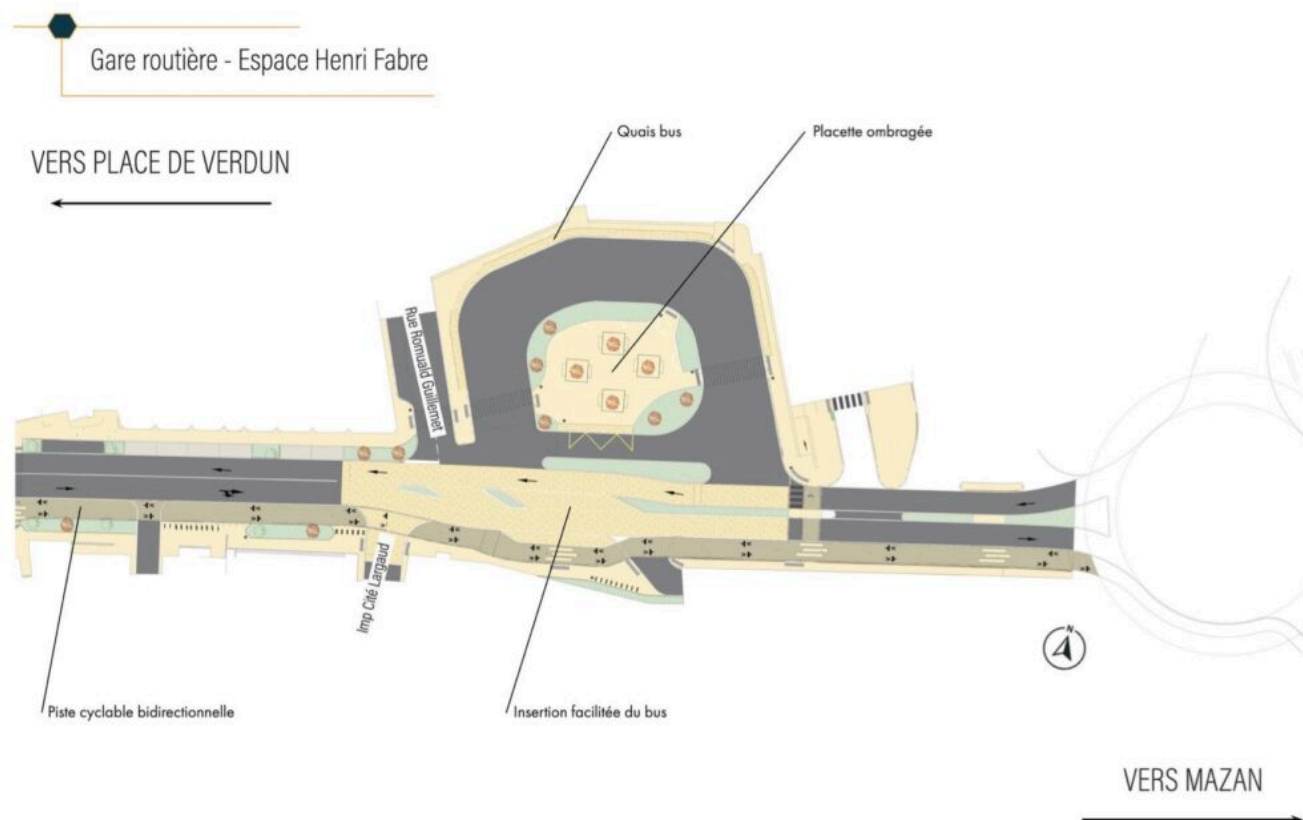 Gare routière - Espace Henri Fabre
VERS PLACE DE VERDUN
Quais bus
Placette ombragée
Rue Romuald Guillemet
Imp Cité Largaud
N
Piste cyclable bidirectionnelle
Insertion facilitée du bus
VERS MAZAN